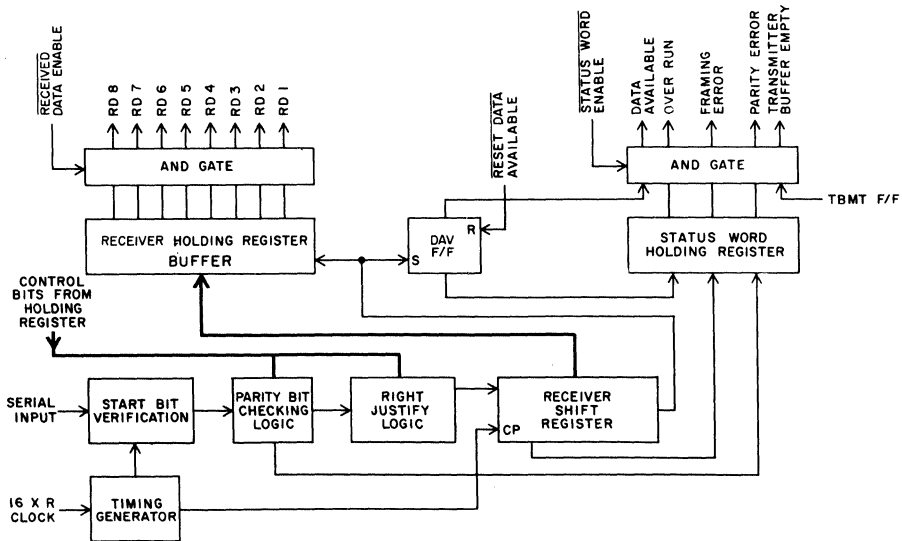 RECEIVED
DATA ENABLE
RD 8
RD 7
RD 6
RD 5
RD 4
RD 3
RD 2
RD 1
AND GATE
RECEIVER HOLDING REGISTER
BUFFER
RESET DATA
AVAILABLE
DAV
F/F
R
S
STATUS WORD
ENABLE
DATA
AVAILABLE
OVER RUN
FRAMING
ERROR
PARITY ERROR
TRANSMITTER
BUFFER EMPTY
AND GATE
TBMT F/F
STATUS WORD
HOLDING REGISTER
CONTROL
BITS FROM
HOLDING
REGISTER
SERIAL
INPUT
START BIT
VERIFICATION
PARITY BIT
CHECKING
LOGIC
RIGHT
JUSTIFY
LOGIC
RECEIVER
SHIFT
REGISTER
CP
16 X R
CLOCK
TIMING
GENERATOR